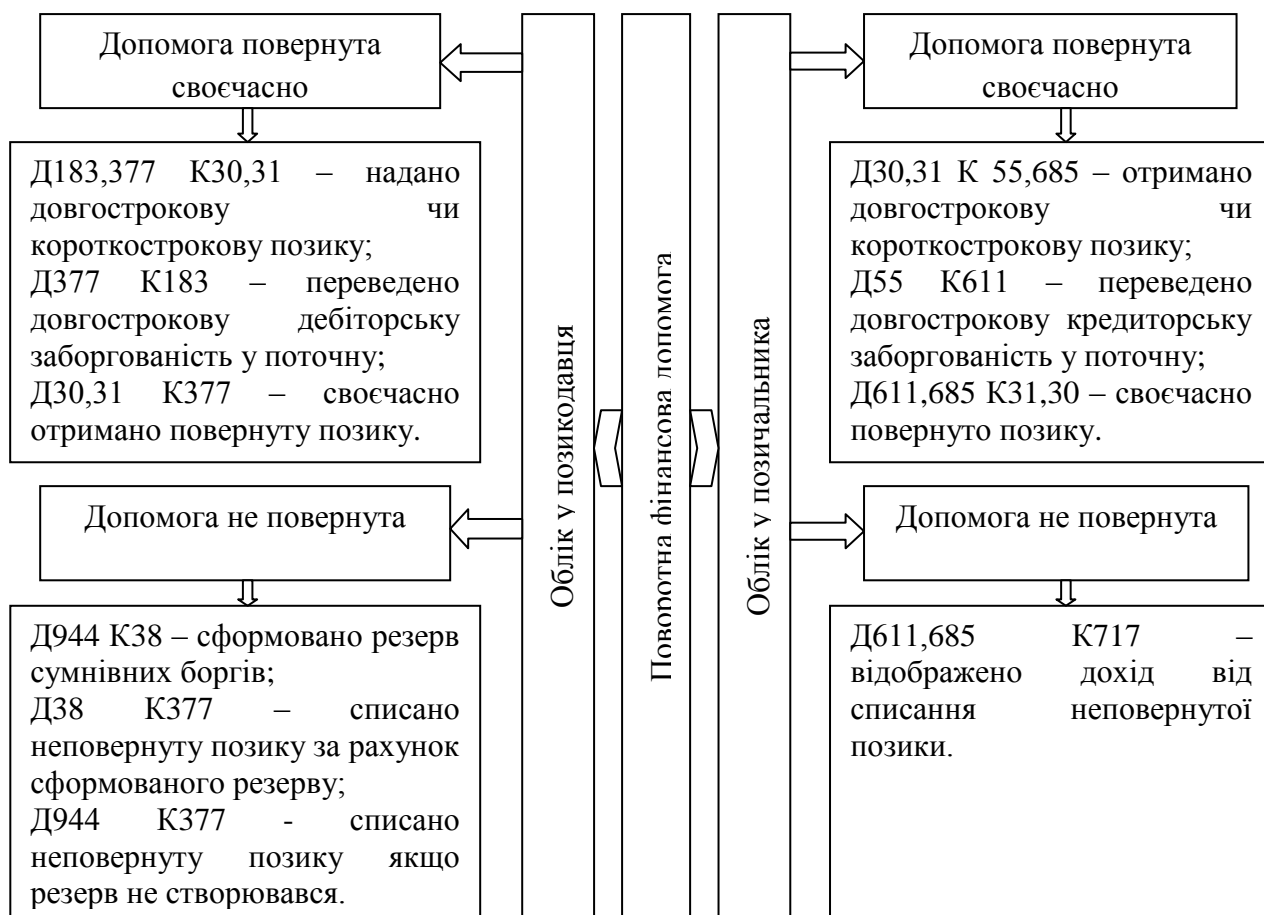 Допомога повернута
своєчасно
Д183,377 К30,31 – надано
довгострокову чи
короткострокову позику;
Д377 К183 – переведено
довгострокову дебіторську
заборгованість у поточну;
Д30,31 К377 – своєчасно
отримано повернуту позику.
Допомога не повернута
Д944 К38 – сформовано резерв
сумнівних боргів;
Д38 К377 – списано
неповернуту позику за рахунок
сформованого резерву;
Д944 К377 - списано
неповернуту позику якщо
резерв не створювався.
Облік у позикодавця
Поворотна фінансова допомога
Облік у позичальника
Допомога повернута
своєчасно
Д30,31 К 55,685 – отримано
довгострокову чи
короткострокову позику;
Д55 К611 – переведено
довгострокову кредиторську
заборгованість у поточну;
Д611,685 К31,30 – своєчасно
повернуто позику.
Допомога не повернута
Д611,685 К717 –
відображено дохід від
списання неповернутої
позики.